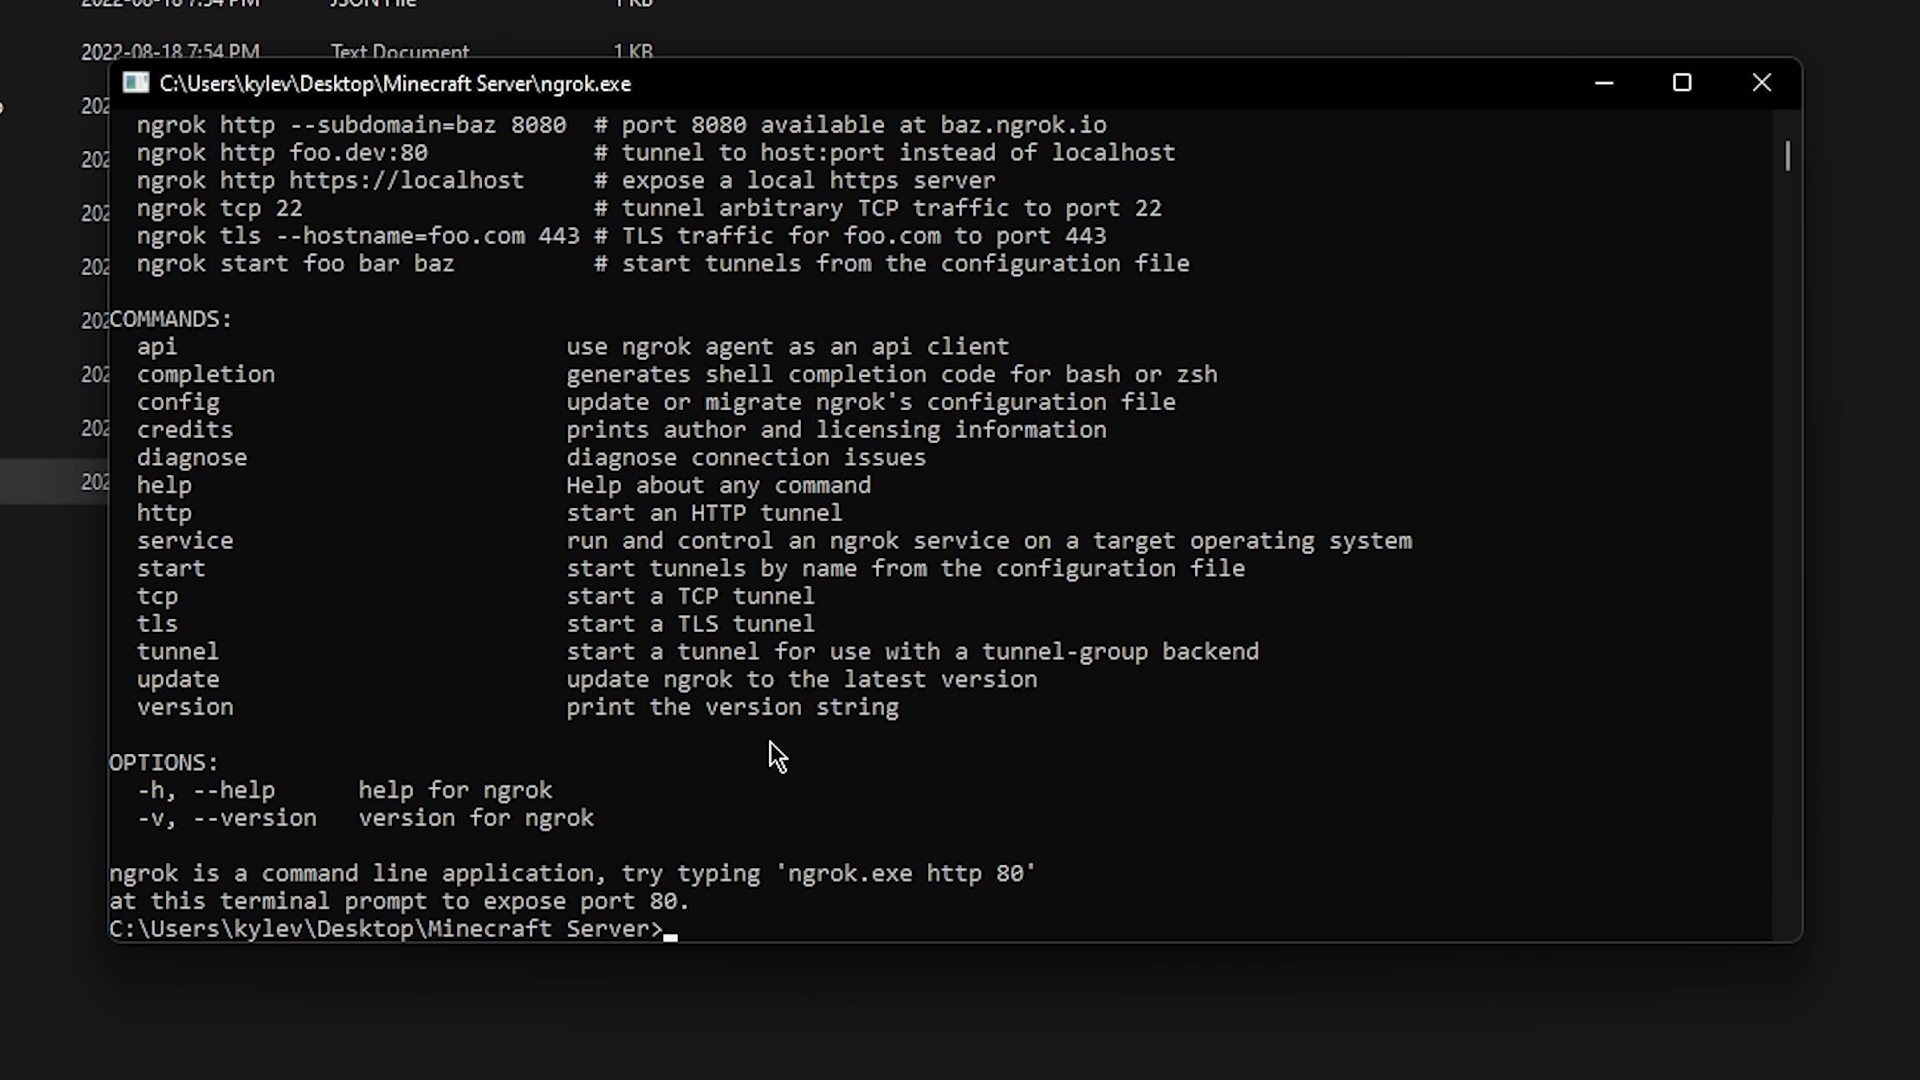 2022-08-18 7:54 PM JSON File 1 KB
2022-08-18 7:54 PM Text Document 1 KB
C:\Users\kylev\Desktop\Minecraft Server\ngrok.exe
ngrok http --subdomain=baz 8080 # port 8080 available at baz.ngrok.io
ngrok http foo.dev:80 # tunnel to host:port instead of localhost
ngrok http https://localhost # expose a local https server
ngrok tcp 22 # tunnel arbitrary TCP traffic to port 22
ngrok tls --hostname=foo.com 443 # TLS traffic for foo.com to port 443
ngrok start foo bar baz # start tunnels from the configuration file
COMMANDS:
api use ngrok agent as an api client
completion generates shell completion code for bash or zsh
config update or migrate ngrok's configuration file
credits prints author and licensing information
diagnose diagnose connection issues
help Help about any command
http start an HTTP tunnel
service run and control an ngrok service on a target operating system
start start tunnels by name from the configuration file
tcp start a TCP tunnel
tls start a TLS tunnel
tunnel start a tunnel for use with a tunnel-group backend
update update ngrok to the latest version
version print the version string
OPTIONS:
-h, --help help for ngrok
-v, --version version for ngrok
ngrok is a command line application, try typing 'ngrok.exe http 80'
at this terminal prompt to expose port 80.
C:\Users\kylev\Desktop\Minecraft Server>